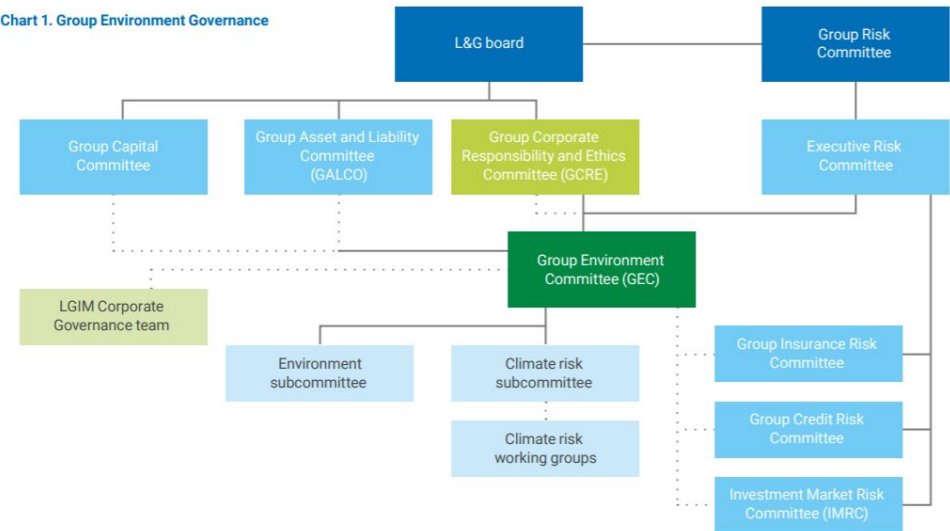 Chart 1. Group Environment Governance
L&G board
Group Risk
Committee
Group Capital
Committee
Group Asset and Liability
Committee
(GALCO)
Group Corporate
Responsibility and Ethics
Committee (GCRE)
Executive Risk
Committee
Group Environment
Committee (GEC)
LGIM Corporate
Governance team
Environment
subcommittee
Climate risk
subcommittee
Group Insurance Risk
Committee
Climate risk
working groups
Group Credit Risk
Committee
Investment Market Risk
Committee (IMRC)